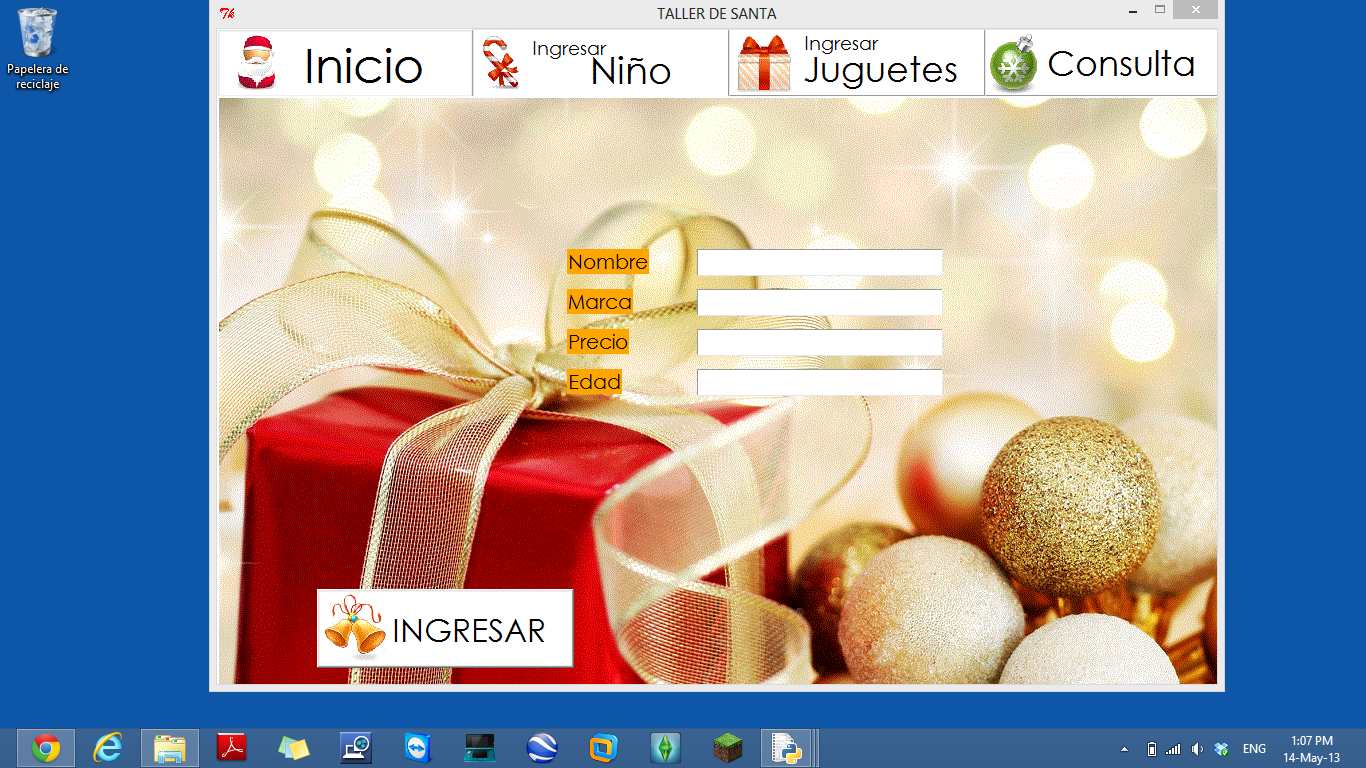 TALLER DE SANTA
Papelera de
reciclaje
Inicio
Ingresar
Niño
Ingresar
Juguetes
Consulta
Nombre
Marca
Precio
Edad
INGRESAR
ENG
1:07 PM
14-May-13